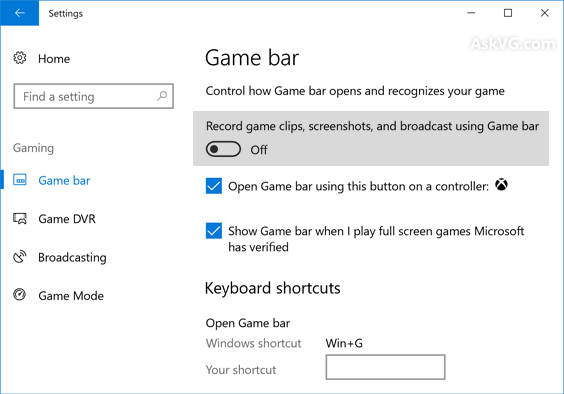 Settings
AskVG.com
Home
Find a setting
Gaming
Game bar
Game DVR
Broadcasting
Game Mode
Game bar
Control how Game bar opens and recognizes your game
Record game clips, screenshots, and broadcast using Game bar
Off
Open Game bar using this button on a controller:
Show Game bar when I play full screen games Microsoft
has verified
Keyboard shortcuts
Open Game bar
Windows shortcut
Win+G
Your shortcut